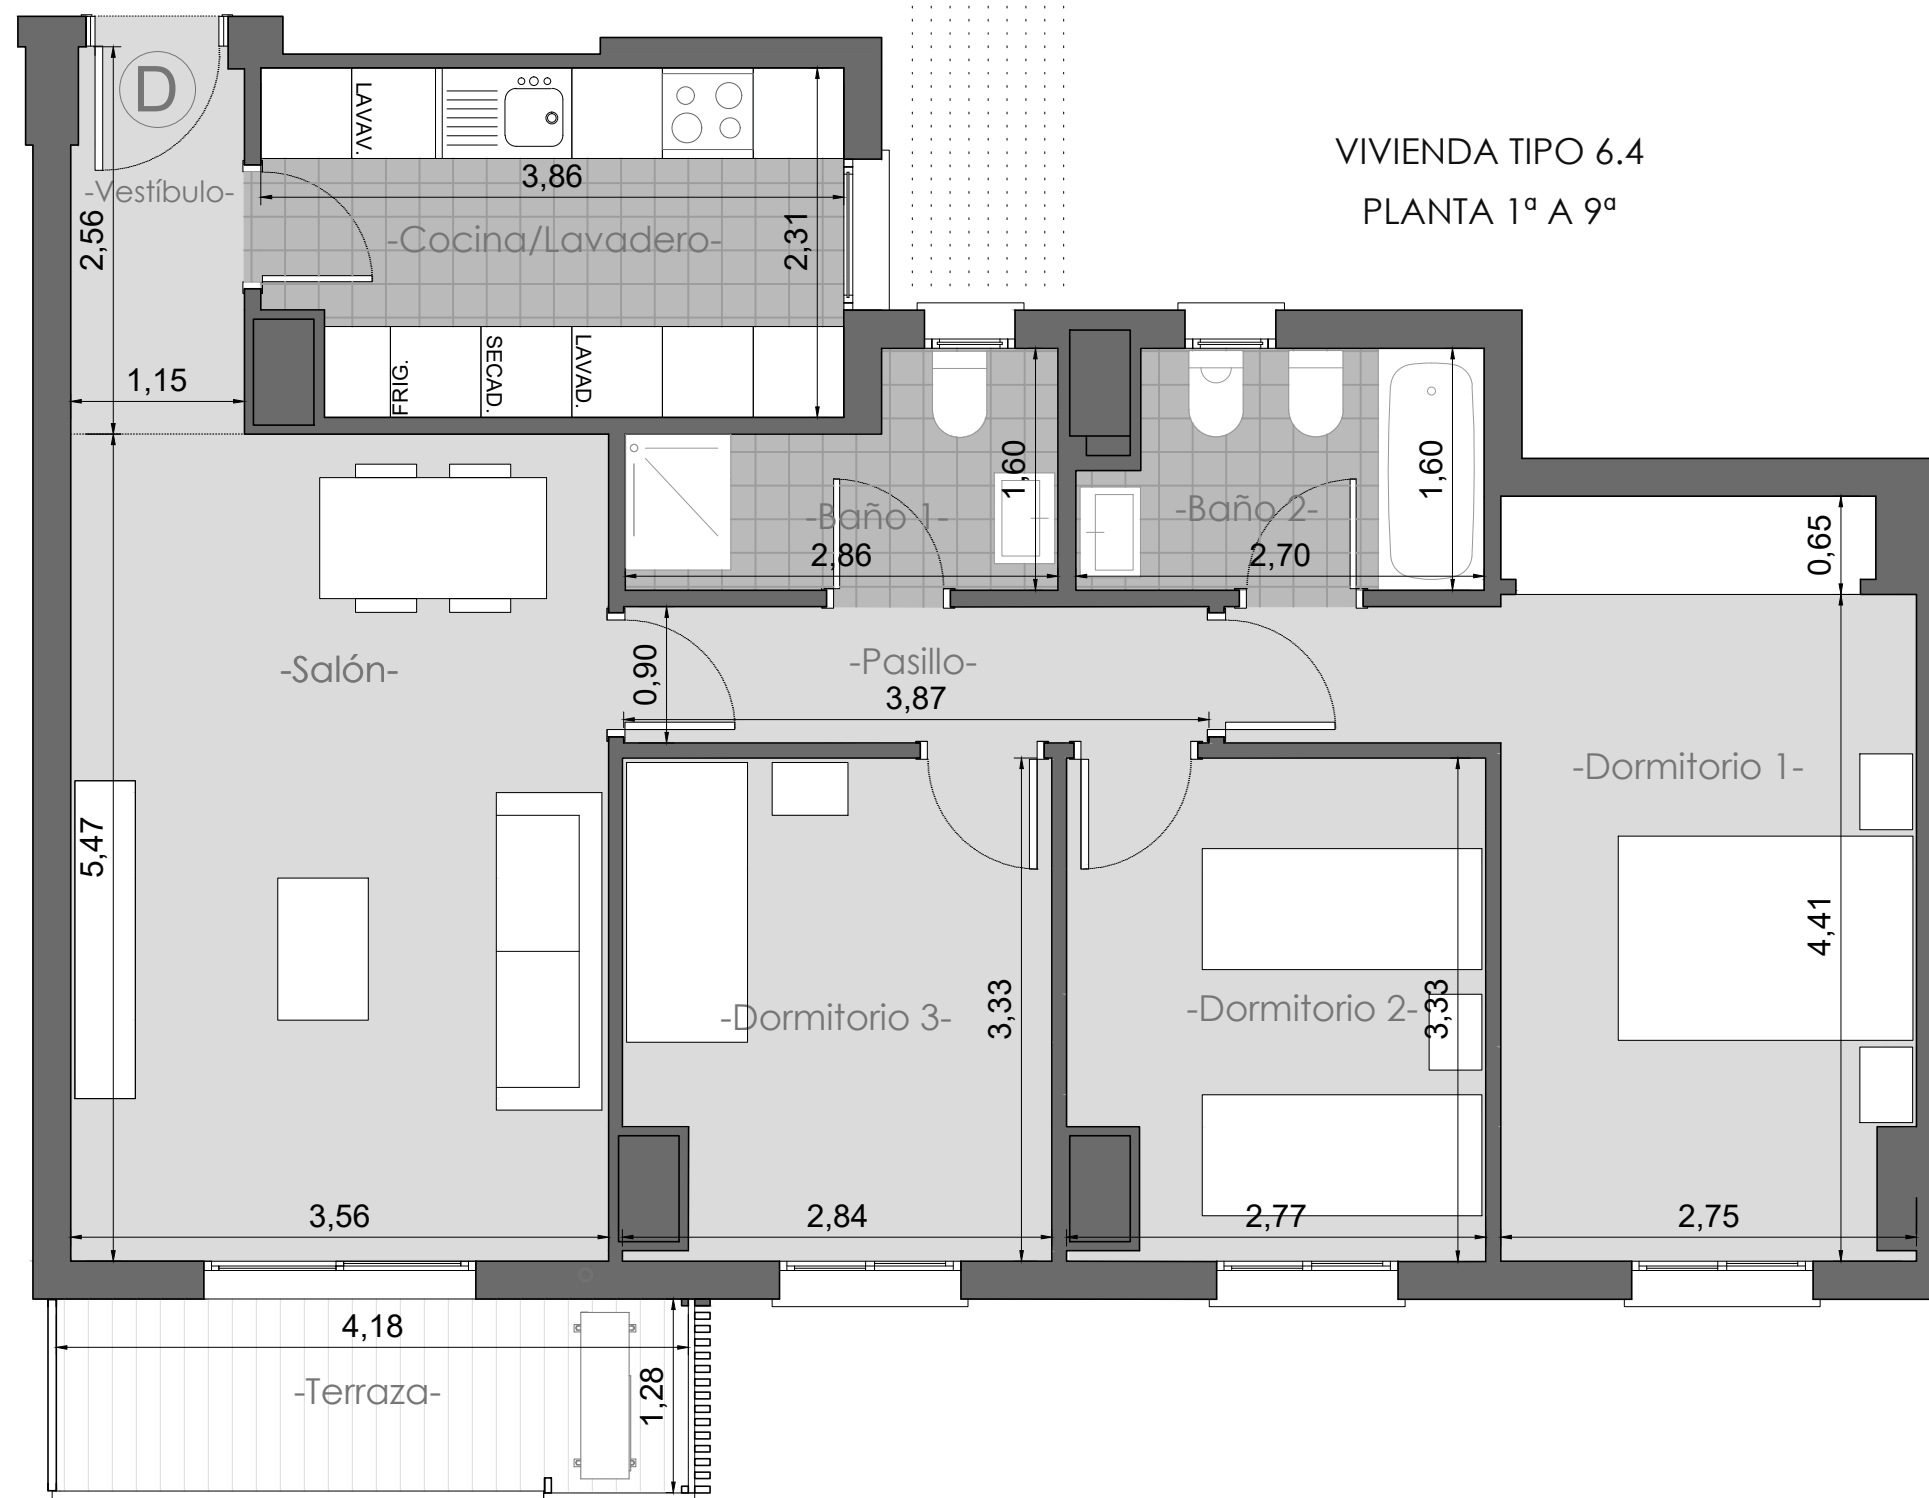 D
VIVIENDA TIPO 6.4
PLANTA 1ª A 9ª
LAVAV.
-Vestíbulo-
3,86
2,56
-Cocina/Lavadero-
2,31
1,15
FRIG.
SECAD.
LAVAD.
1,60
-Baño 1-
2,86
-Baño 2-
1,60
2,70
0,65
-Salón-
0,90
-Pasillo-
3,87
-Dormitorio 1-
5,47
4,41
-Dormitorio 3-
3,33
-Dormitorio 2-
3,33
3,56
2,84
2,77
2,75
4,18
-Terraza-
1,28